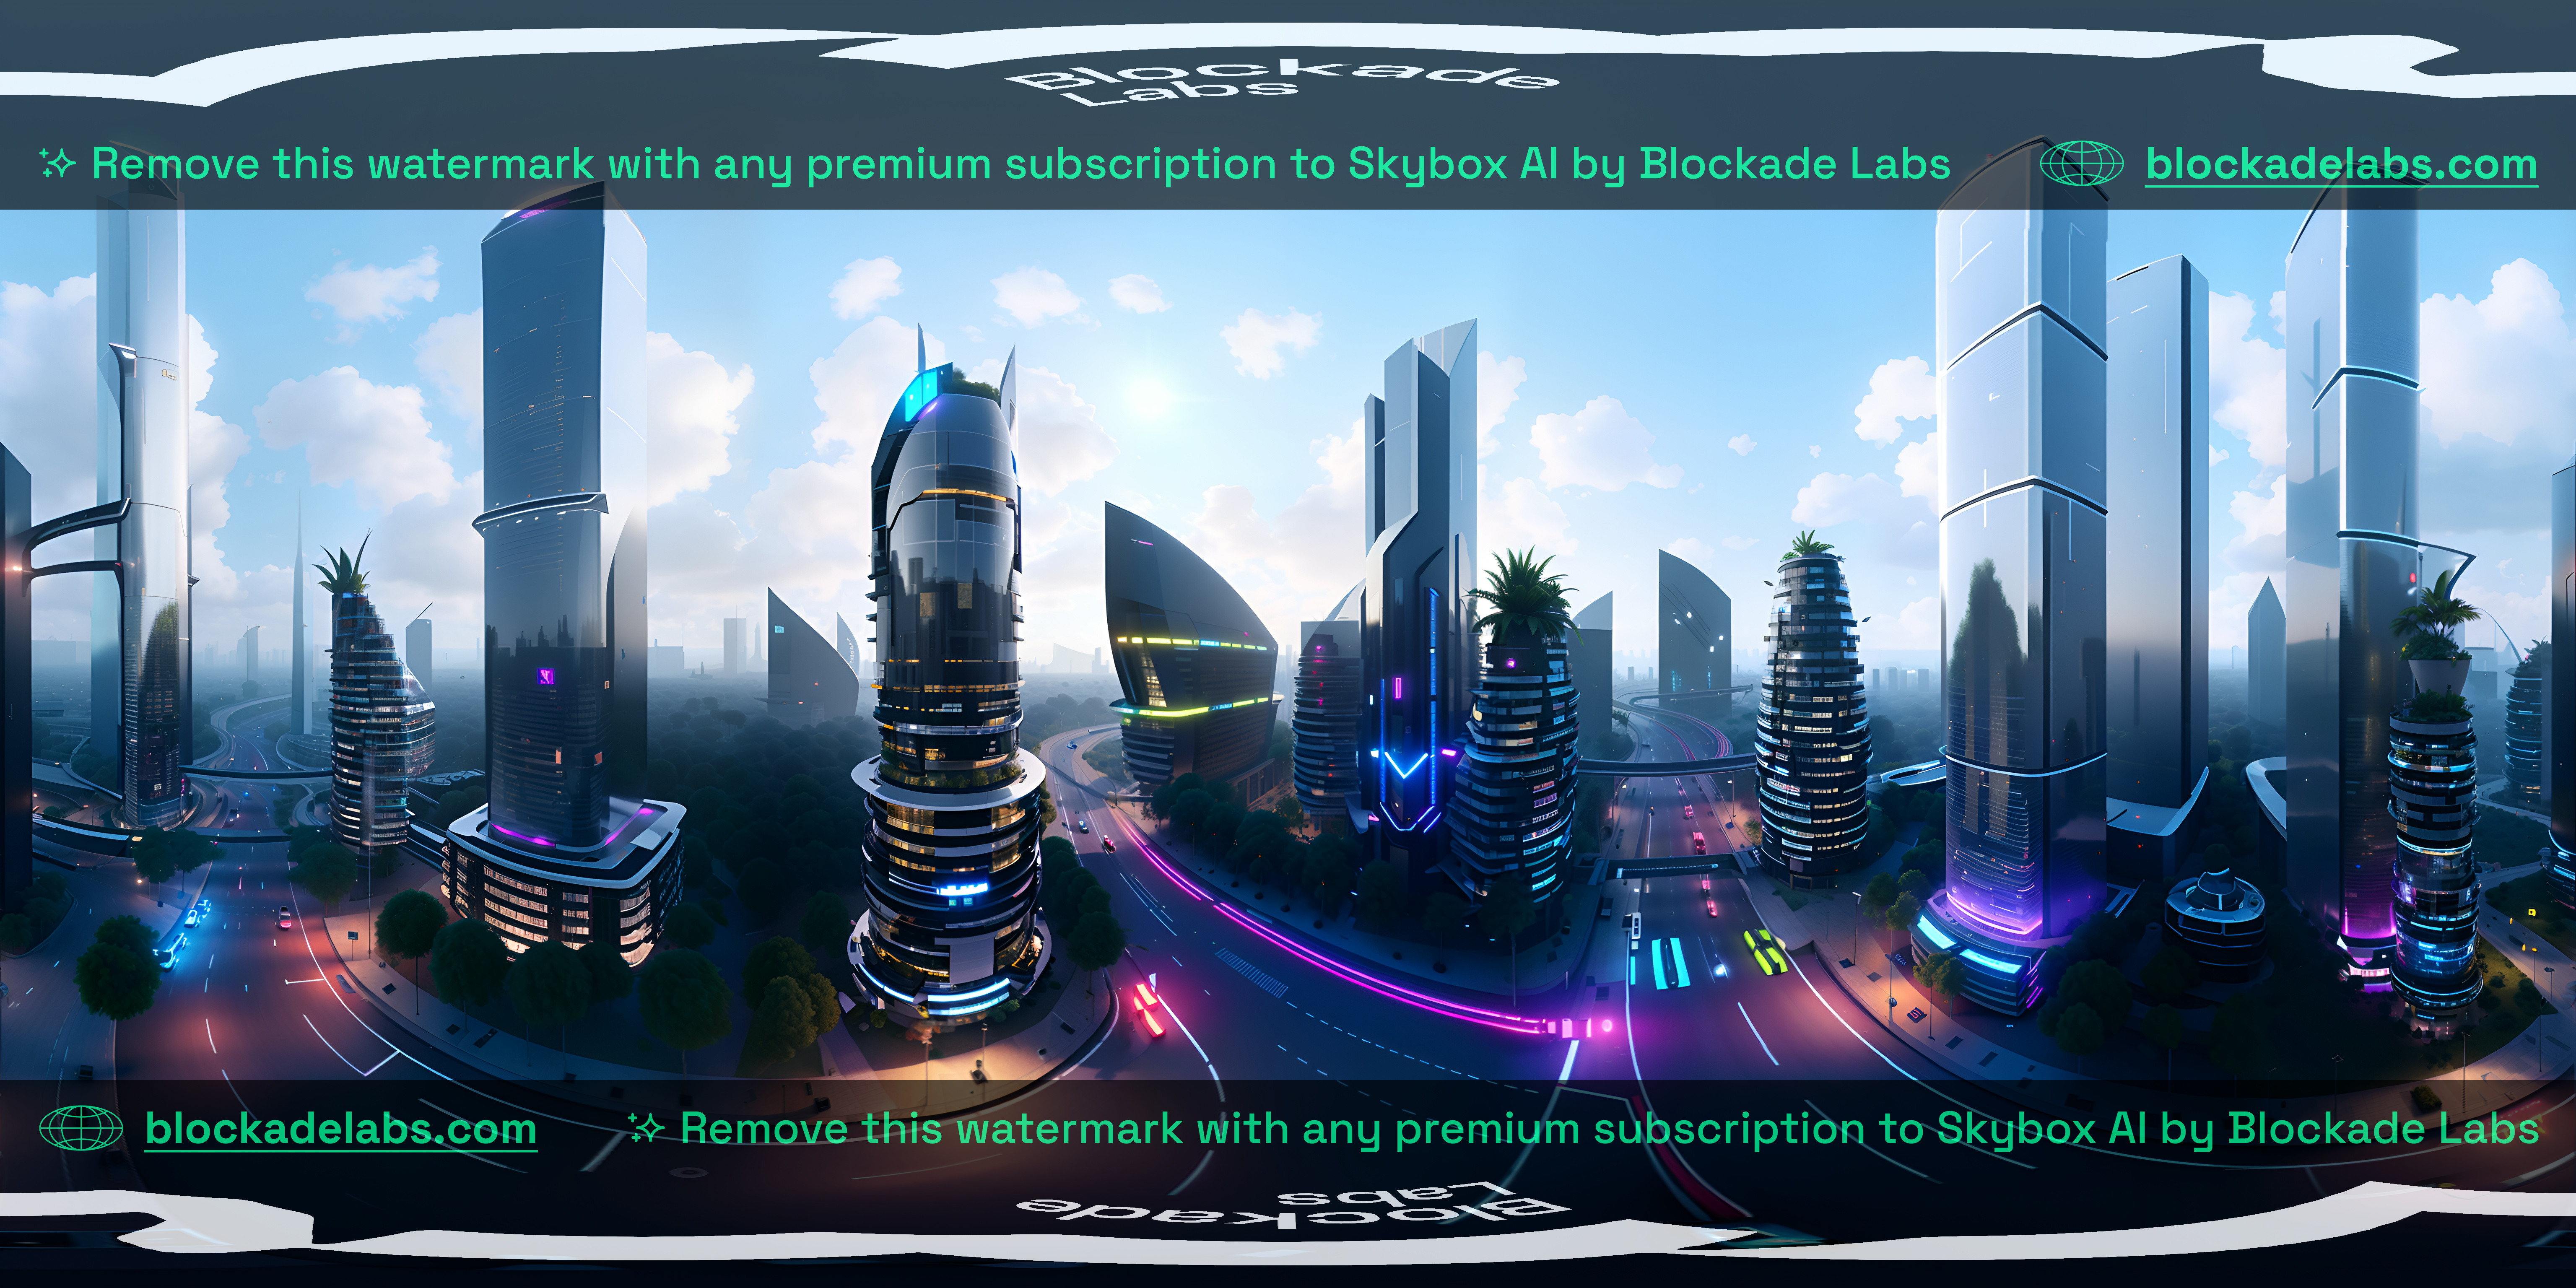 Blockade
Labs
Remove this watermark with any premium subscription to Skybox AI by Blockade Labs
blockadelabs.com
blockadelabs.com
Remove this watermark with any premium subscription to Skybox AI by Blockade Labs
Blockade
Labs